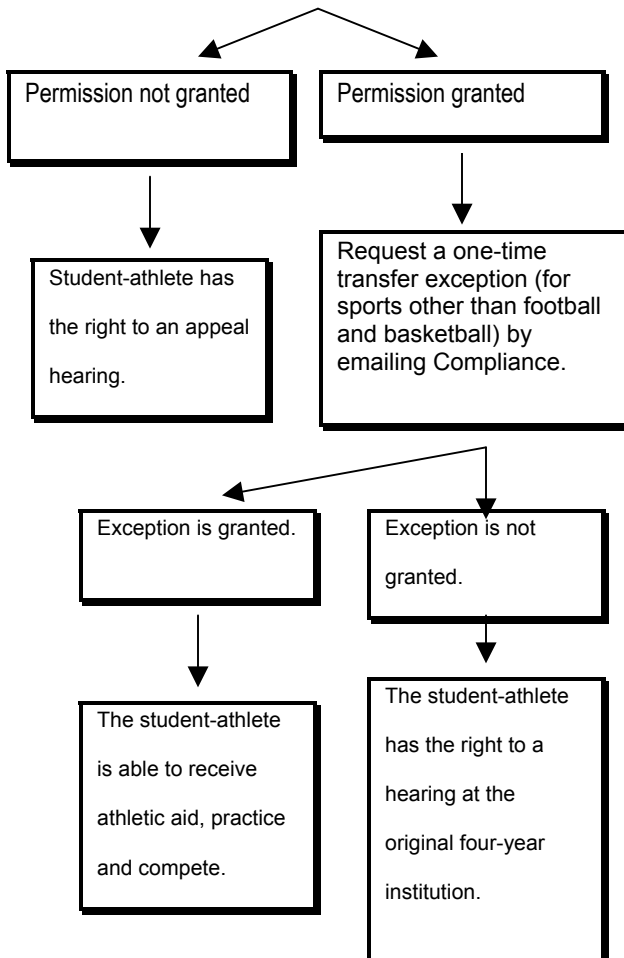 Permission not granted
Permission granted
Student-athlete has
the right to an appeal
hearing.
Request a one-time
transfer exception (for
sports other than football
and basketball) by
emailing Compliance.
Exception is granted.
Exception is not
granted.
The student-athlete
is able to receive
athletic aid, practice
and compete.
The student-athlete
has the right to a
hearing at the
original four-year
institution.